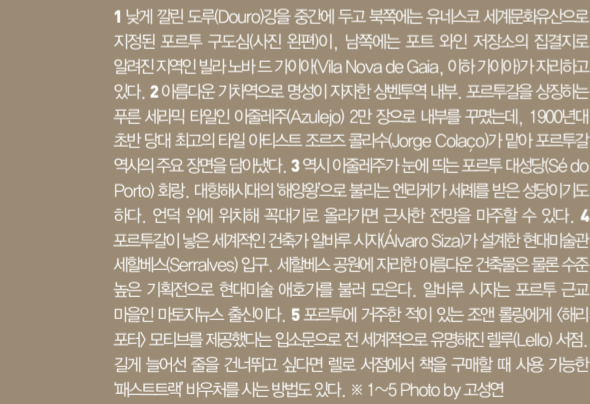 1 낮게 깔린 도루(Douro)강을 중간에 두고 북쪽에는 유네스코 세계문화유산으로
지정된 포르투 구도심(사진 왼편)이, 남쪽에는 포트 와인 저장소의 집결지로
알려진 지역인 빌라 노바 드 가이아(Vila Nova de Gaia, 이하 가이아)가 자리하고
있다. 2 아름다운 기차역으로 명성이 자자한 상벤투역 내부. 포르투갈을 상징하는
푸른 세라믹 타일인 아줄레주(Azulejo) 2만 장으로 내부를 꾸몄는데, 1900년대
초반 당대 최고의 타일 아티스트 조르즈 콜라수(Jorge Colaço)가 맡아 포르투갈
역사의 주요 장면을 담아냈다. 3 역시 아줄레주가 눈에 띄는 포르투 대성당(Sé do
Porto) 회랑. 대항해시대의 '해양왕'으로 불리는 엔리케가 세례를 받은 성당이기도
하다. 언덕 위에 위치해 꼭대기로 올라가면 근사한 전망을 마주할 수 있다. 4
포르투갈이 낳은 세계적인 건축가 알바루 시자(Álvaro Siza)가 설계한 현대미술관
세할베스(Serralves) 입구. 세할베스 공원에 자리한 아름다운 건축물은 물론 수준
높은 기획전으로 현대미술 애호가를 불러 모은다. 알바루 시자는 포르투 근교
마을인 마토지뉴스 출신이다. 5 포르투에 거주한 적이 있는 조앤 롤링에게 〈해리
포터〉 모티브를 제공했다는 입소문으로 전 세계적으로 유명해진 렐루(Lello) 서점.
길게 늘어선 줄을 건너뛰고 싶다면 렐로 서점에서 책을 구매할 때 사용 가능한
'패스트트랙' 바우처를 사는 방법도 있다. ※ 1~5 Photo by 고성연